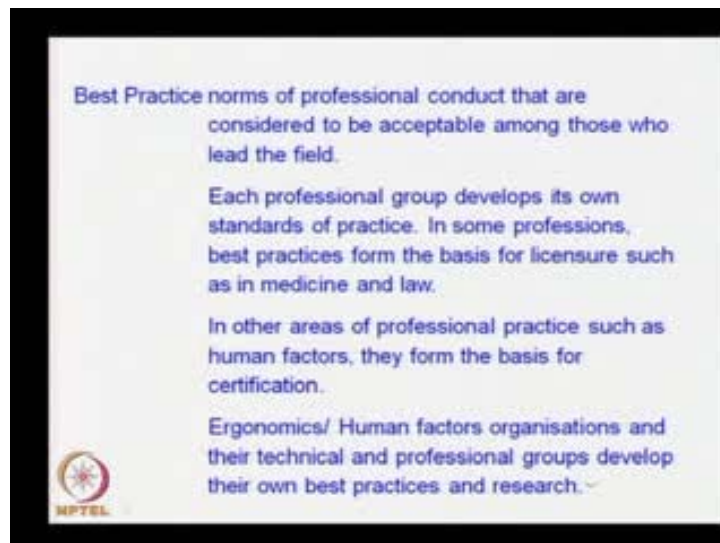 Best Practice norms of professional conduct that are
considered to be acceptable among those who
lead the field.
Each professional group develops its own
standards of practice. In some professions,
best practices form the basis for licensure such
as in medicine and law.
In other areas of professional practice such as
human factors, they form the basis for
certification.
Ergonomics/ Human factors organisations and
their technical and professional groups develop
their own best practices and research.
NPTEL